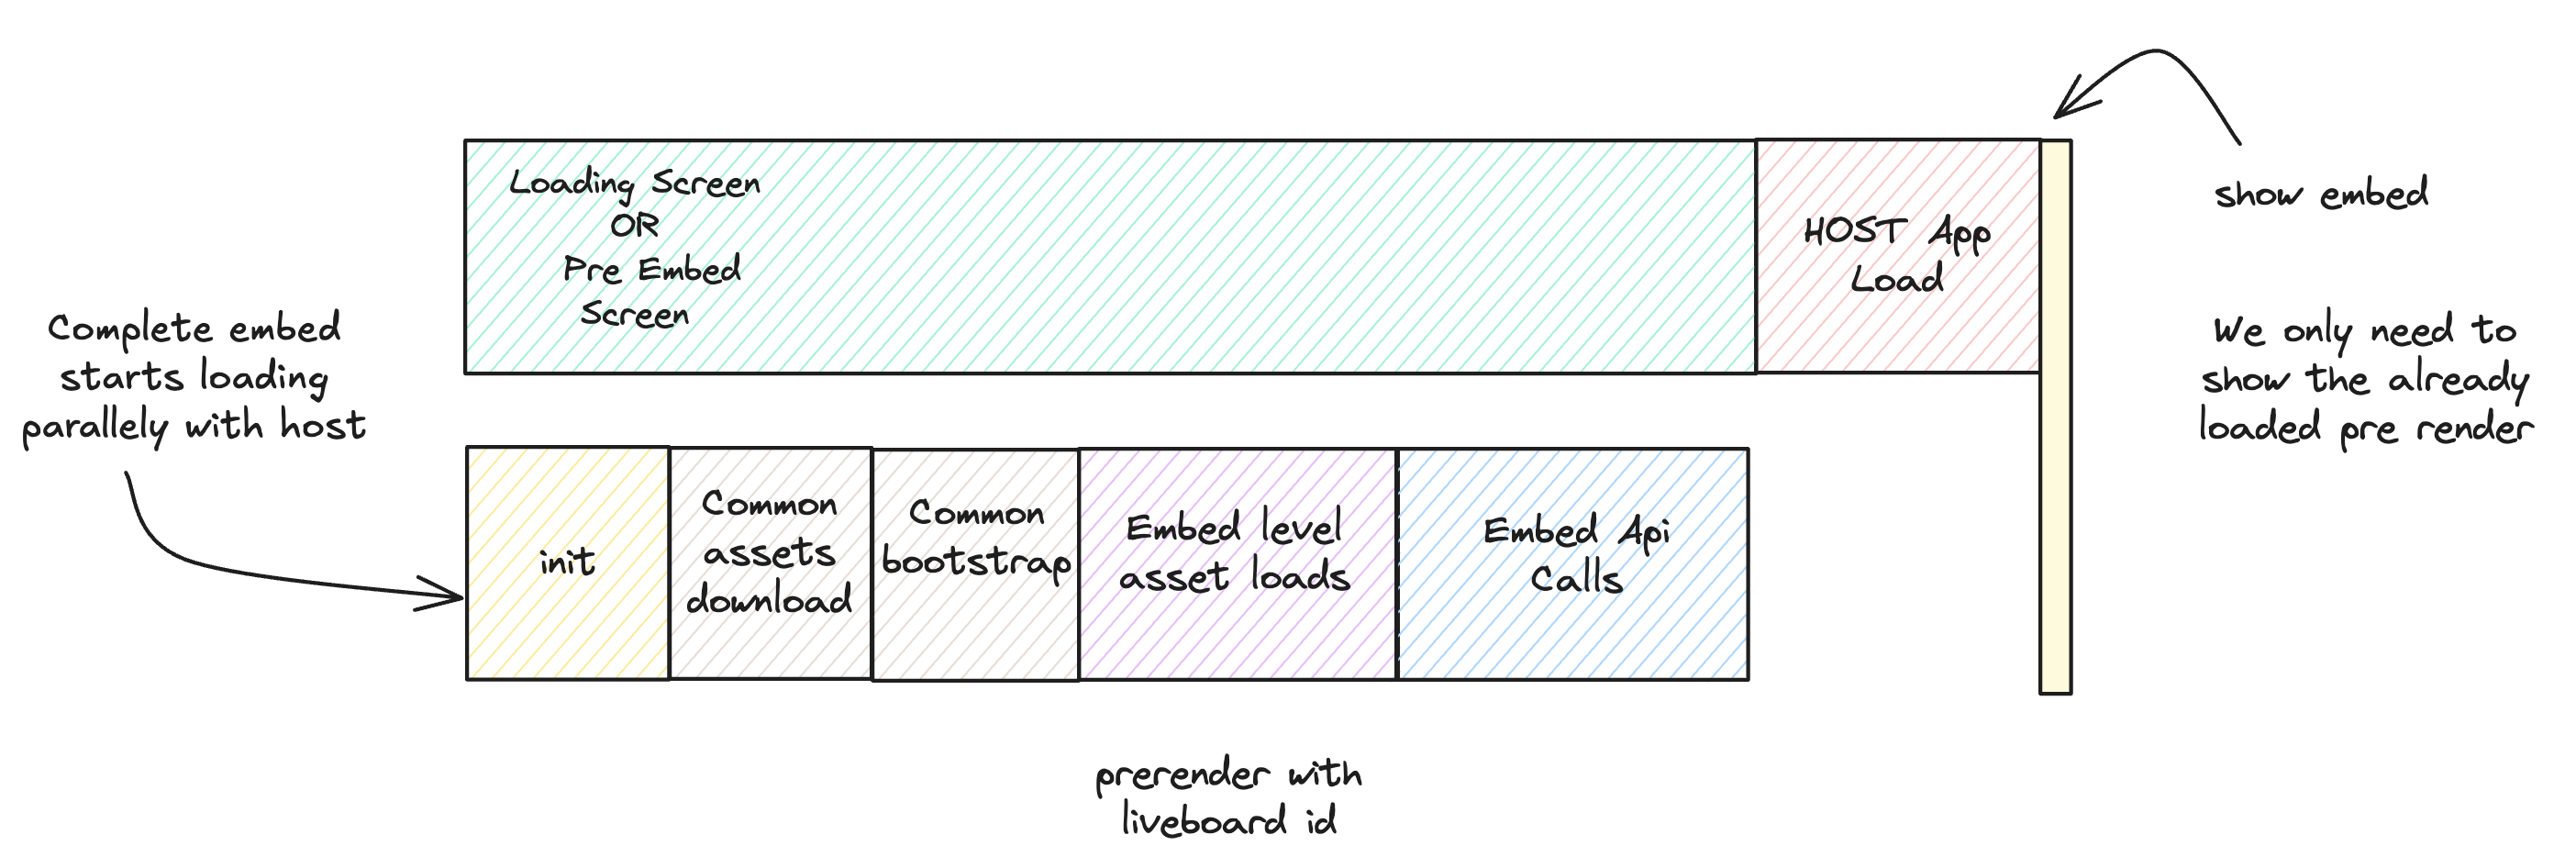 Loading Screen
OR
Pre Embed
Screen
HOST App
Load
show embed
We only need to
show the already
loaded pre render
Complete embed
starts loading
parallely with host
init
Common
assets
download
Common
bootstrap
Embed level
asset loads
Embed Api
Calls
prerender with
liveboard id